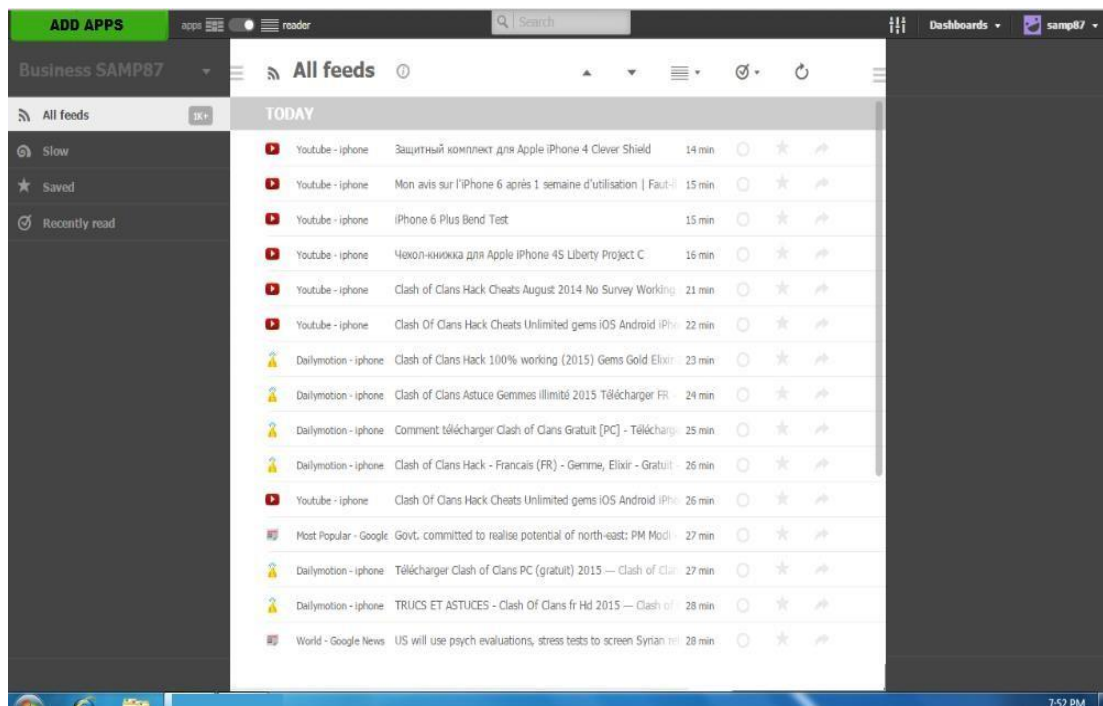 ADD APPS apps reader Search Dashboards samp87
Business SAMP87 All feeds
All feeds 1K+ TODAY
Slow
Saved
Recently read
Youtube - iphone Защитный комплект для Apple iPhone 4 Clever Shield 14 min
Youtube - iphone Mon avis sur l'iPhone 6 après 1 semaine d'utilisation | Faut-il 15 min
Youtube - iphone iPhone 6 Plus Bend Test 15 min
Youtube - iphone Чехол-книжка для Apple iPhone 4S Liberty Project C 16 min
Youtube - iphone Clash of Clans Hack Cheats August 2014 No Survey Working 21 min
Youtube - iphone Clash Of Clans Hack Cheats Unlimited gems iOS Android iPho 22 min
Dailymotion - iphone Clash of Clans Hack 100% working (2015) Gems Gold Elixir 23 min
Dailymotion - iphone Clash of Clans Astuce Gemmes illimité 2015 Télécharger FR 24 min
Dailymotion - iphone Comment télécharger Clash of Clans Gratuit [PC] - Télécharge 25 min
Dailymotion - iphone Clash of Clans Hack - Francais (FR) - Gemme, Elixir - Gratuit - 26 min
Youtube - iphone Clash Of Clans Hack Cheats Unlimited gems iOS Android iPho 26 min
Most Popular - Google Govt. committed to realise potential of north-east: PM Modi - 27 min
Dailymotion - iphone Télécharger Clash of Clans PC (gratuit) 2015 — Clash of Clan 27 min
Dailymotion - iphone TRUCS ET ASTUCES - Clash Of Clans fr Hd 2015 — Clash of 28 min
World - Google News US will use psych evaluations, stress tests to screen Syrian 28 min
7:52 PM